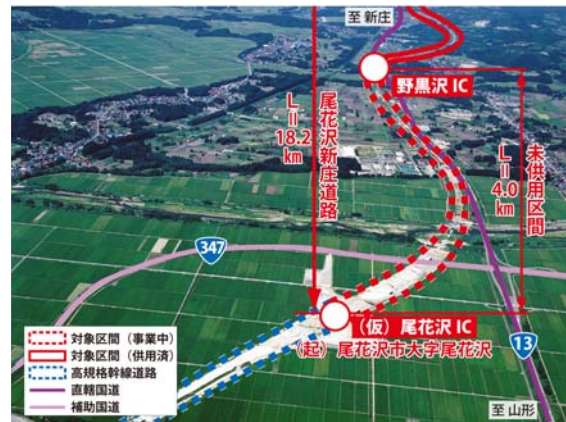 至 新庄
野黒沢 IC
尾花沢新庄道路
L=18.2km
未供用区間
L=4.0km
347
（仮）尾花沢 IC
（起）尾花沢市大字尾花沢
13
至 山形
対象区間（事業中）
対象区間（供用済）
高規格幹線道路
直轄国道
補助国道